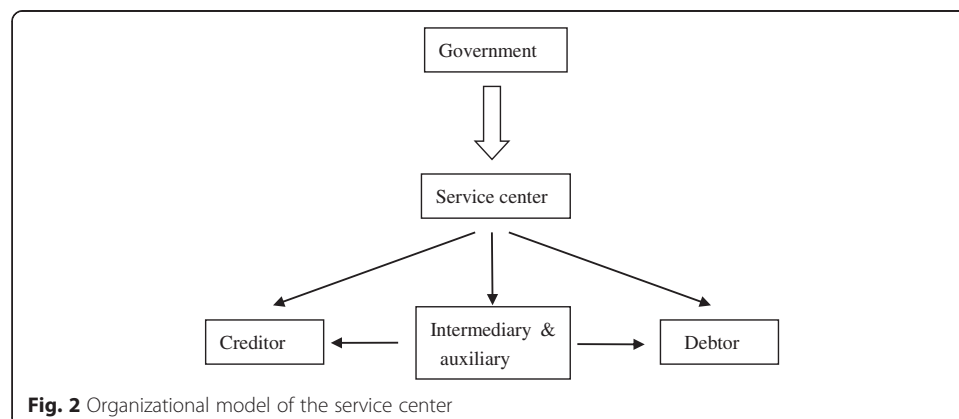 Government
Service center
Creditor
Intermediary &
auxiliary
Debtor
Fig. 2 Organizational model of the service center